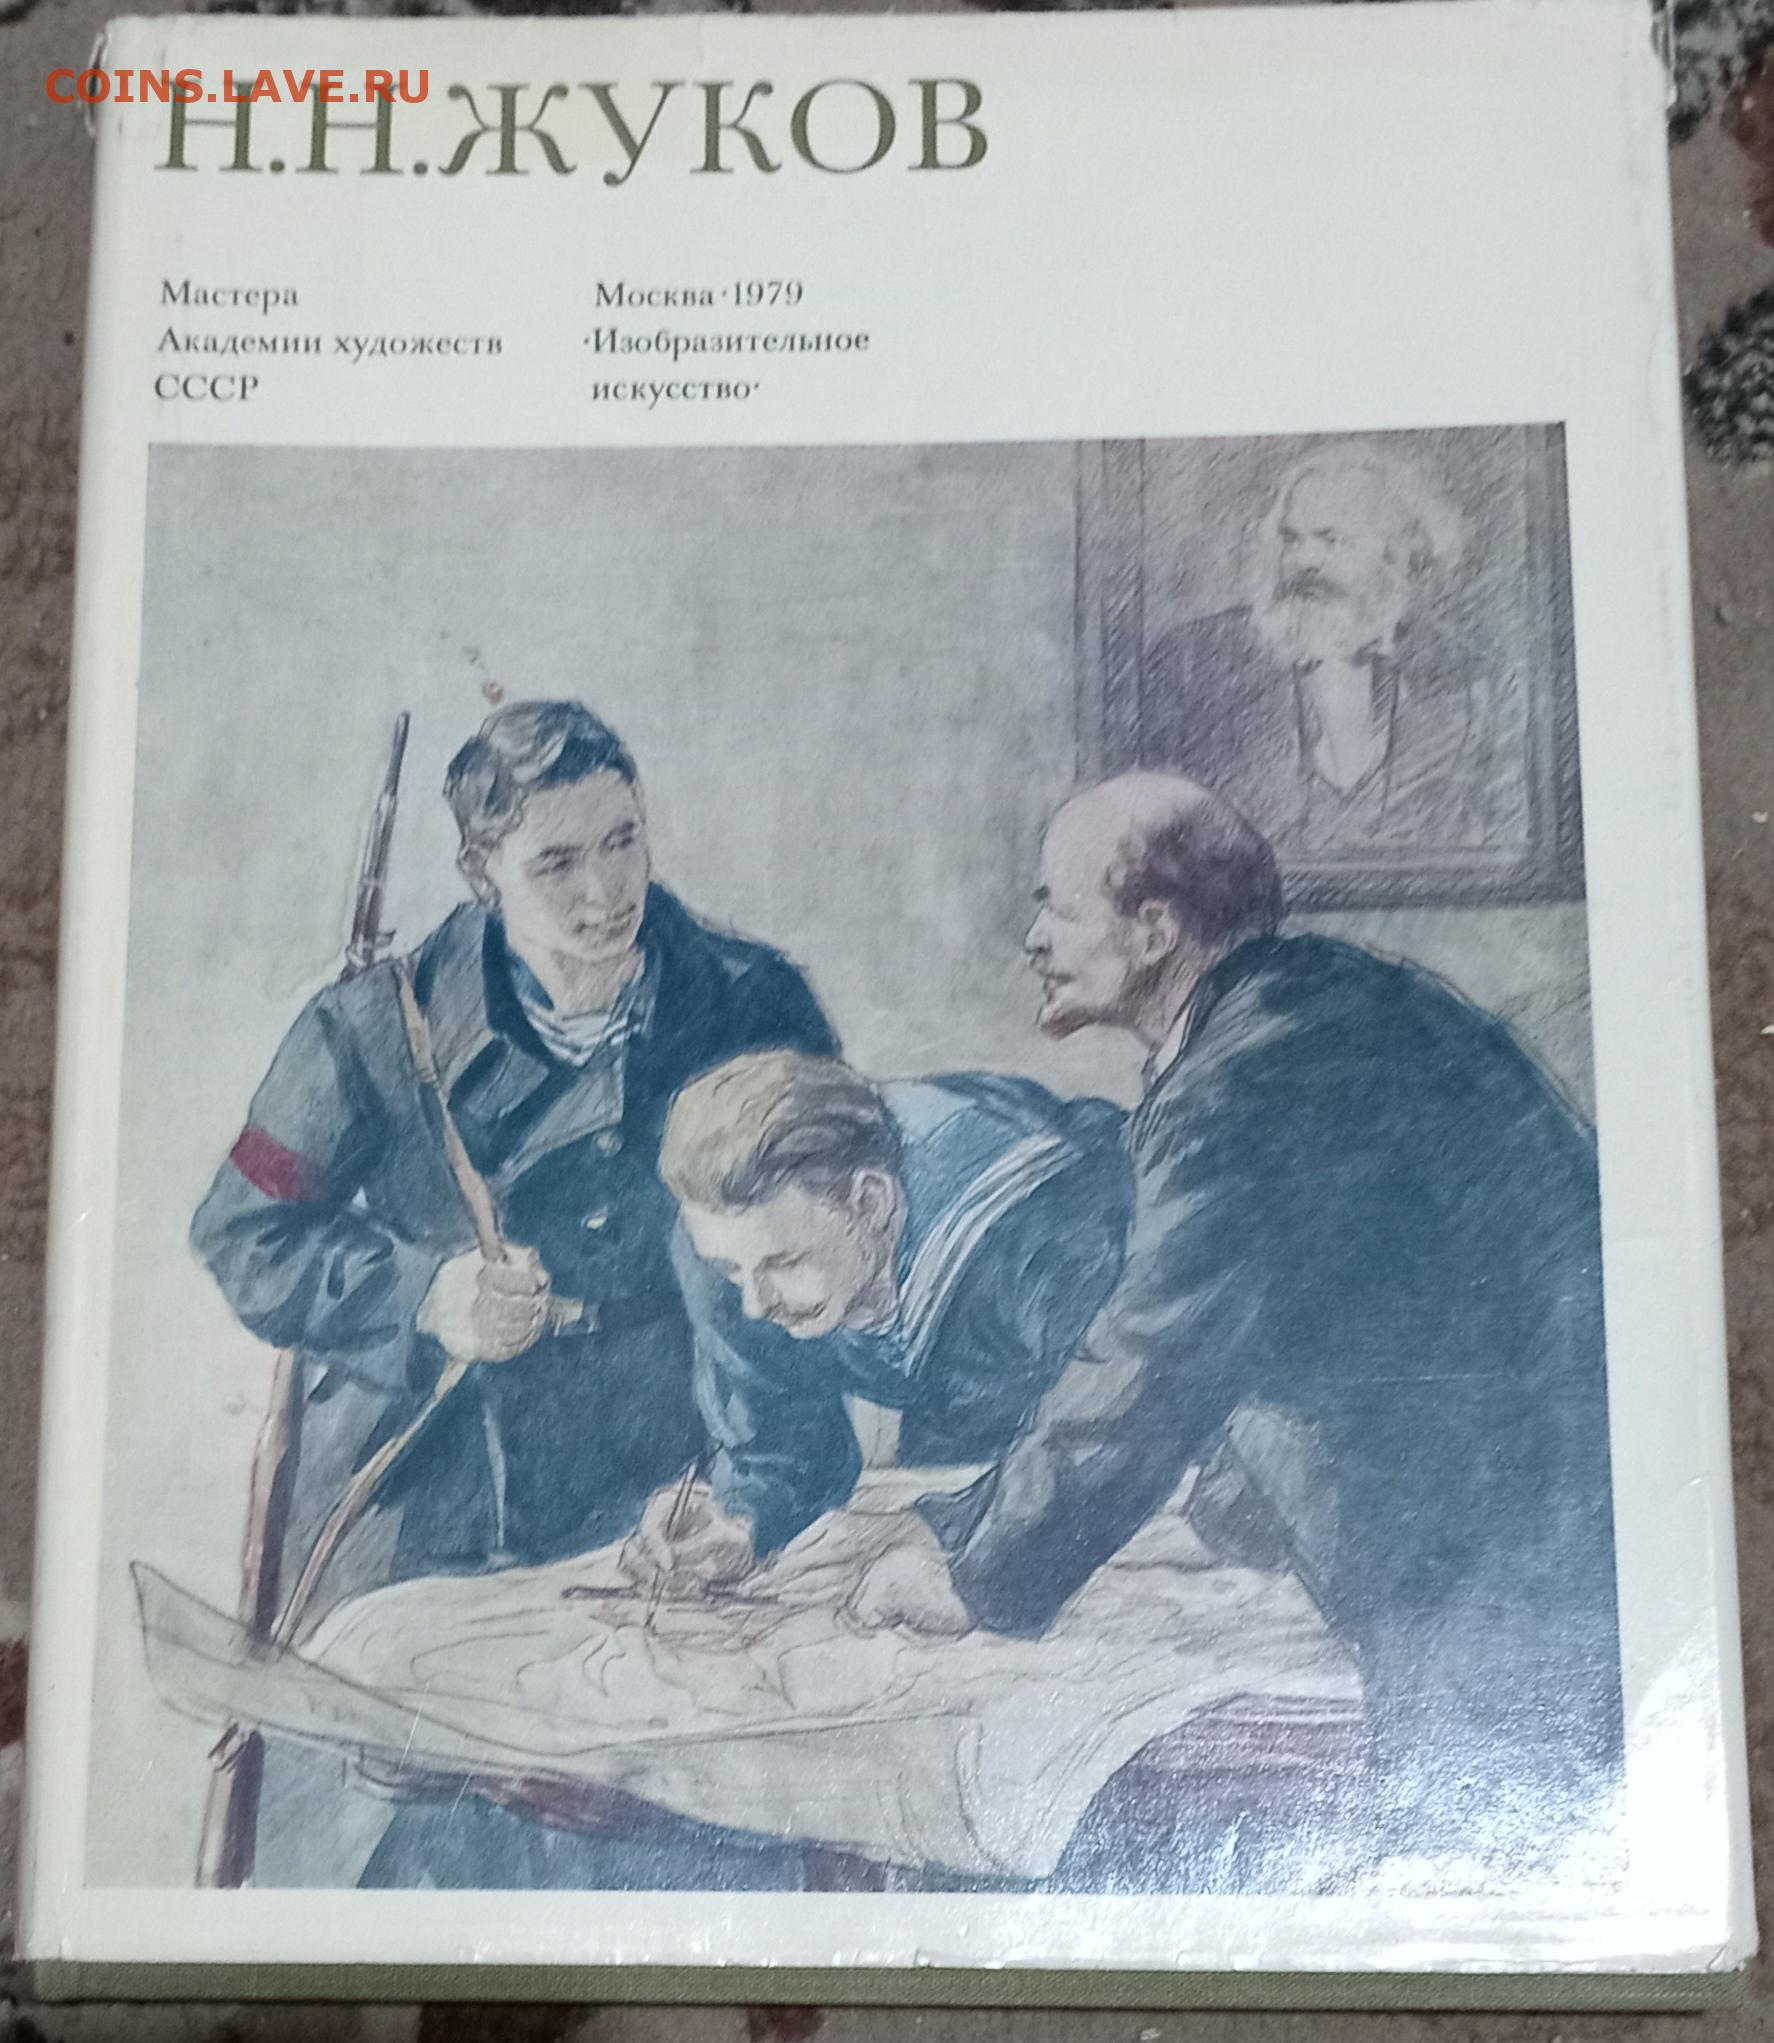 COINS.LAVE.RU
Н.Н.ЖУКОВ
Мастера
Академии художеств
СССР
Москва·1979
·Изобразительное
искусство·